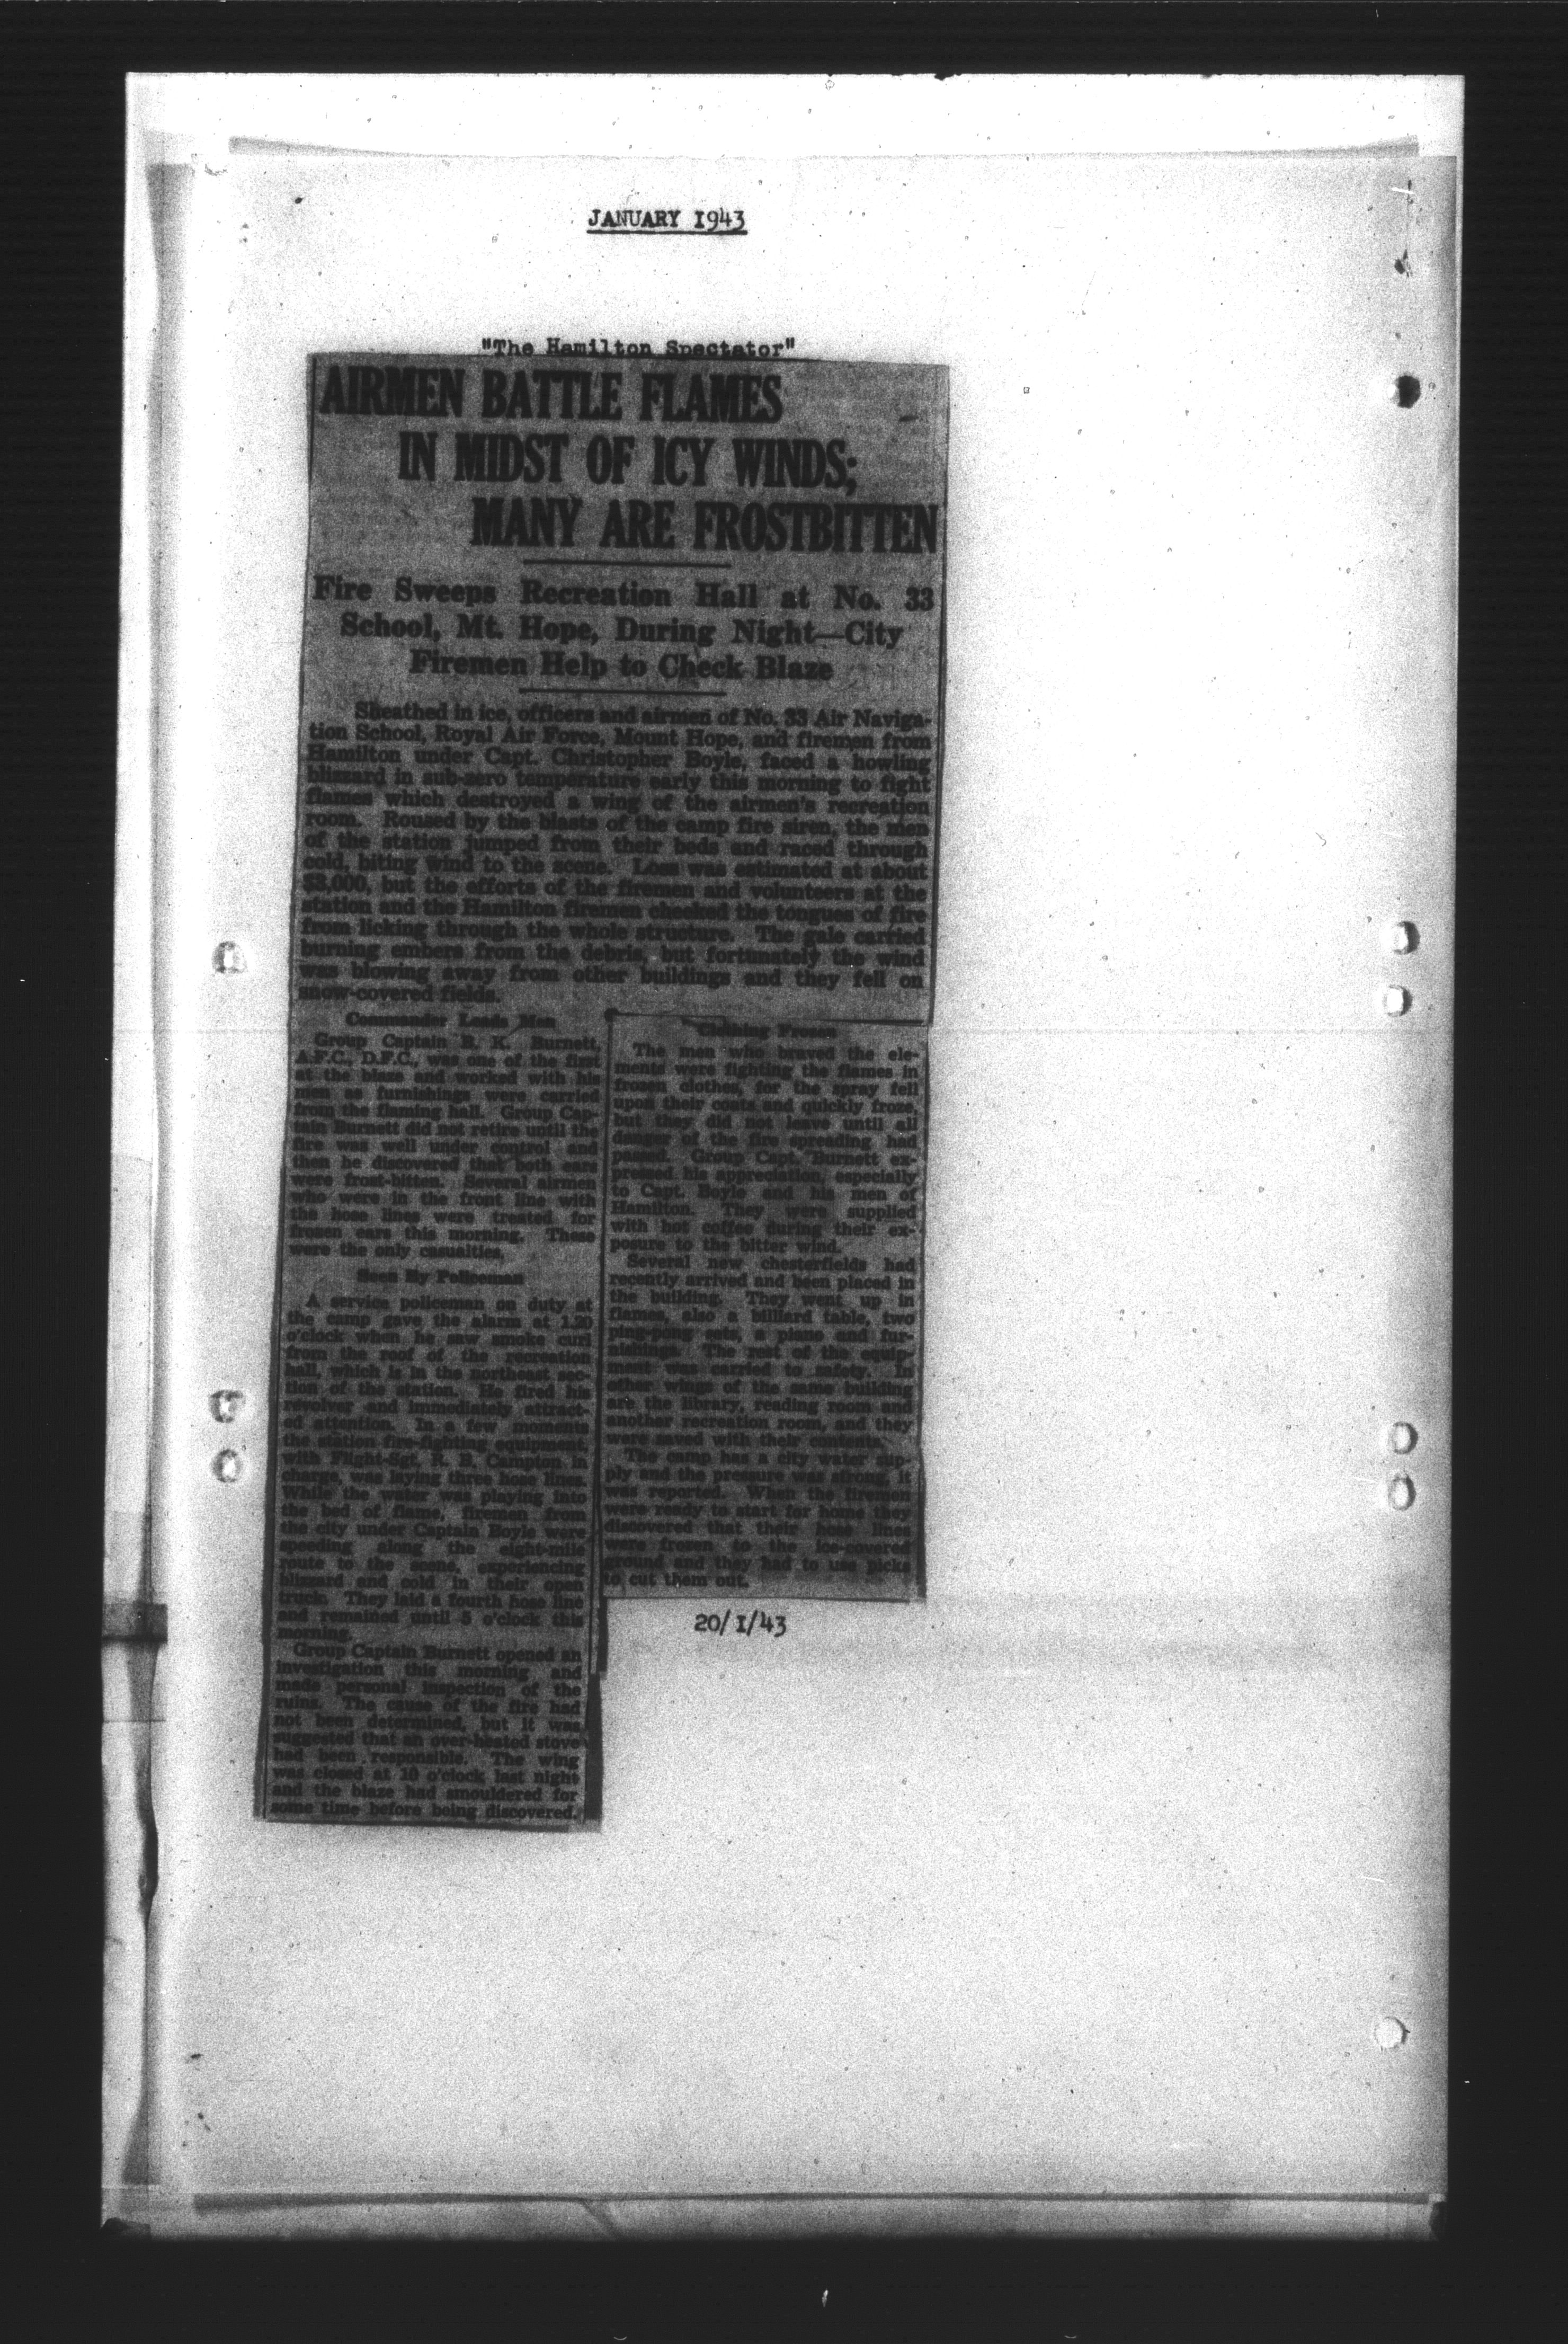 JANUARY 1943
"The Hamilton Spectator"
AIRMEN BATTLE FLAMES
IN MIDST OF ICY WINDS;
MANY ARE FROSTBITTEN
Fire Sweeps Recreation Hall at No. 33
School, Mt. Hope, During Night—City
Firemen Help to Check Blaze
Sheathed in ice, officers and airmen of No. 33 Air Naviga-
tion School, Royal Air Force, Mount Hope, and firemen from
Hamilton under Capt. Christopher Boyle, faced a howling
blizzard in sub-zero temperature early this morning to fight
flames which destroyed a wing of the airmen's recreation
room. Roused by the blasts of the camp fire siren, the men
of the station jumped from their beds and raced through
cold, biting wind to the scene. Loss was estimated at about
$3,000, but the efforts of the firemen and volunteers at the
station and the Hamilton firemen checked the tongues of fire
from licking through the whole structure. The gale carried
burning embers from the debris, but fortunately the wind
was blowing away from other buildings and they fell on
snow-covered fields.
Commander Leads Men
Group Captain R. K. Burnett,
A.F.C., D.F.C., was one of the first
at the blaze and worked with his
men as furnishings were carried
from the flaming hall. Group Cap-
tain Burnett did not retire until the
fire was well under control and
then he discovered that both ears
were frost-bitten. Several airmen
who were in the front line with
the hose lines were treated for
frozen ears this morning. These
were the only casualties.
Seen By Policeman
A service policeman on duty at
the camp gave the alarm at 1.20
o'clock when he saw smoke curl
from the roof of the recreation
hall, which is in the northeast sec-
tion of the station. He fired his
revolver and immediately attract-
ed attention. In a few moments
the station fire-fighting equipment,
with Flight-Sgt. R. B. Campton in
charge, was laying three hose lines.
While the water was playing into
the bed of flame, firemen from
the city under Captain Boyle were
speeding along the eight-mile
route to the scene, experiencing
blizzard and cold in their open
truck. They laid a fourth hose line
and remained until 5 o'clock this
morning.
Group Captain Burnett opened an
investigation this morning and
made personal inspection of the
ruins. The cause of the fire had
not been determined, but it was
suggested that an over-heated stove
had been responsible. The wing
was closed at 10 o'clock last night
and the blaze had smouldered for
some time before being discovered.
Clothing Frozen
The men who braved the ele-
ments were fighting the flames in
frozen clothes, for the spray fell
upon their coats and quickly froze,
but they did not leave until all
danger of the fire spreading had
passed. Group Capt. Burnett ex-
pressed his appreciation, especially
to Capt. Boyle and his men of
Hamilton. They were supplied
with hot coffee during their ex-
posure to the bitter wind.
Several new chesterfields had
recently arrived and been placed in
the building. They went up in
flames, also a billiard table, two
ping-pong sets, a piano and fur-
nishings. The rest of the equip-
ment was carried to safety. In
other wings of the same building
are the library, reading room and
another recreation room, and they
were saved with their contents.
The camp has a city water sup-
ply and the pressure was strong, it
was reported. When the firemen
were ready to start for home they
discovered that their hose lines
were frozen to the ice-covered
ground and they had to use picks
to cut them out.
20/1/43